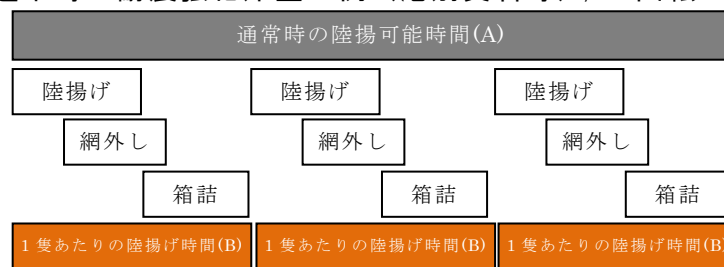 通常時の陸揚可能時間(A)
陸揚げ 陸揚げ 陸揚げ
網外し 網外し 網外し
箱詰 箱詰 箱詰
1 隻あたりの陸揚げ時間(B) 1 隻あたりの陸揚げ時間(B) 1 隻あたりの陸揚げ時間(B)